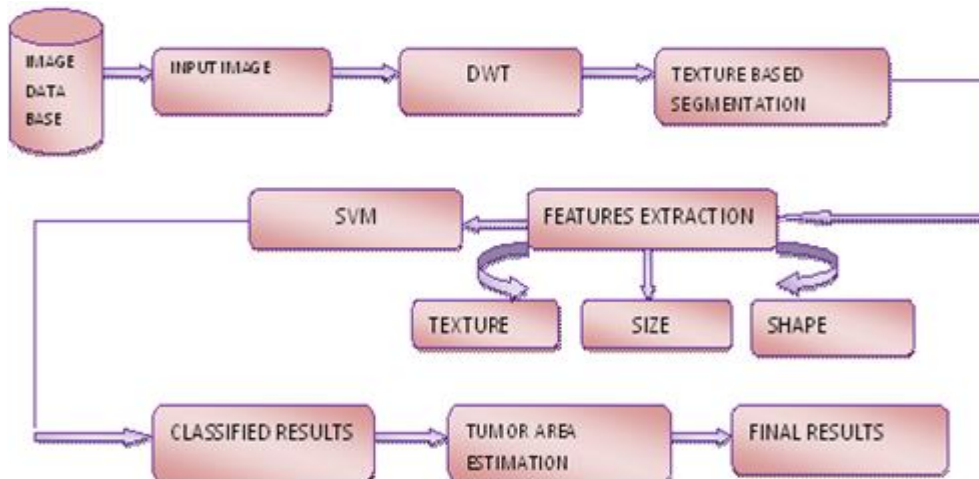 IMAGE
DATA
BASE
INPUT IMAGE
DWT
TEXTURE BASED
SEGMENTATION
SVM
FEATURES EXTRACTION
TEXTURE
SIZE
SHAPE
CLASSIFIED RESULTS
TUMOR AREA
ESTIMATION
FINAL RESULTS